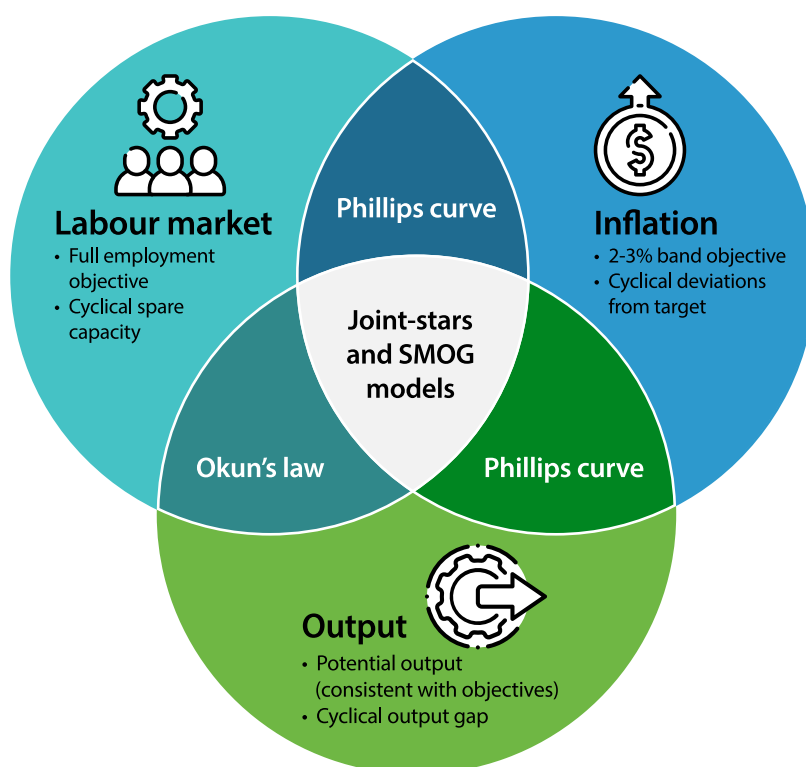 Phillips curve
Labour market
• Full employment
objective
• Cyclical spare
capacity
$
Inflation
• 2-3% band objective
• Cyclical deviations
from target
Joint-stars
and SMOG
models
Okun's law
Phillips curve
Output
• Potential output
(consistent with objectives)
• Cyclical output gap